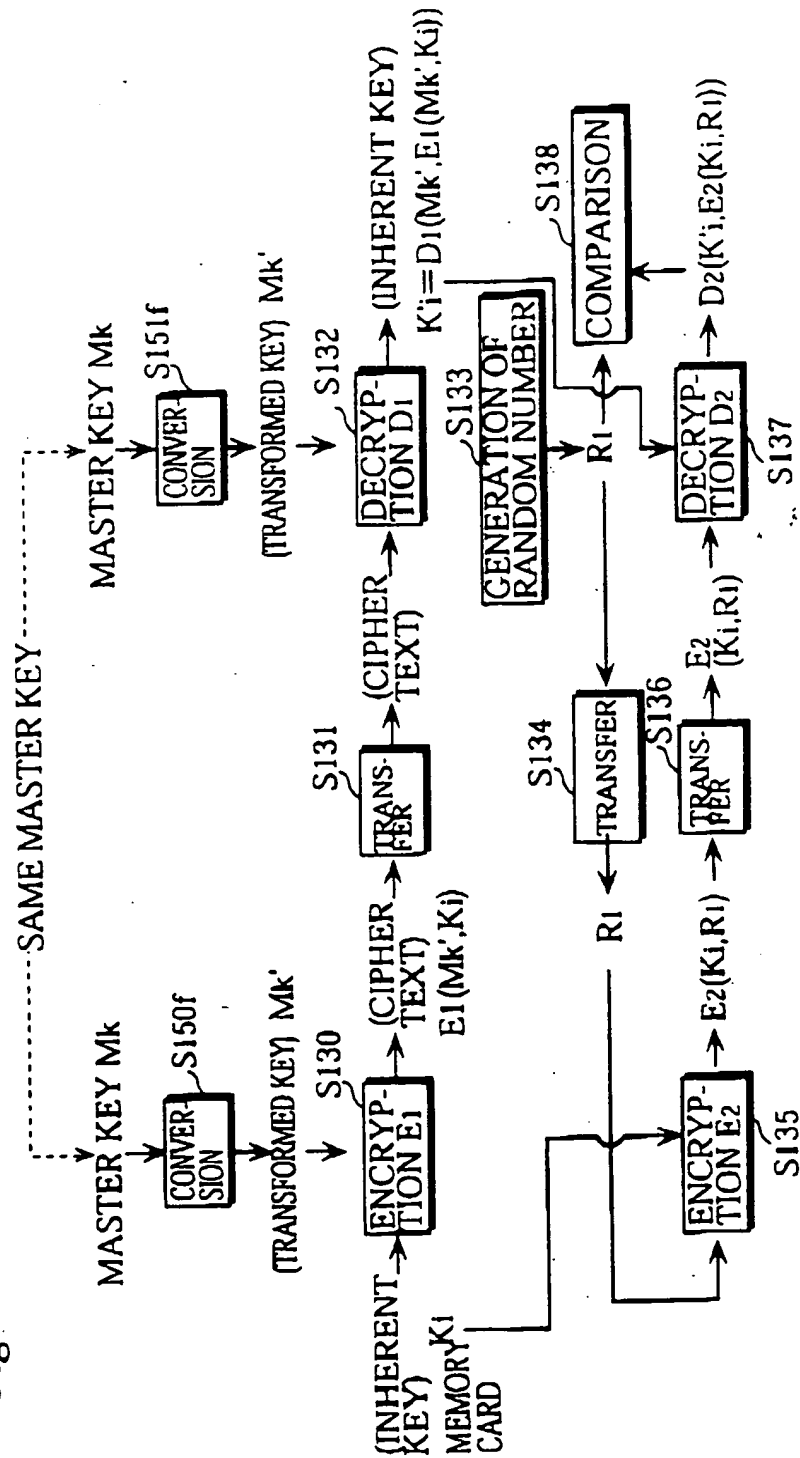 SAME MASTER KEY
MASTER KEY Mk
MASTER KEY Mk
S150f
S151f
CONVER-
SION
CONVER-
SION
(TRANSFORMED KEY) Mk'
(TRANSFORMED KEY) Mk'
S130
S131
S132
(INHERENT
KEY)
Ki
MEMORY
CARD
ENCRYP-
TION E1
(CIPHER
TEXT)
E1(Mk',Ki)
TRANS-
FER
(CIPHER
TEXT)
DECRYP-
TION D1
(INHERENT KEY)
K'i=D1(Mk',E1(Mk',Ki))
S133
GENERATION OF
RANDOM NUMBER
S138
COMPARISON
S134
R1
TRANSFER
R1
S136
ENCRYP-
TION E2
S135
E2(Ki,R1)
TRANS-
FER
E2
(Ki,R1)
DECRYP-
TION D2
S137
D2(K'i,E2(Ki,R1))